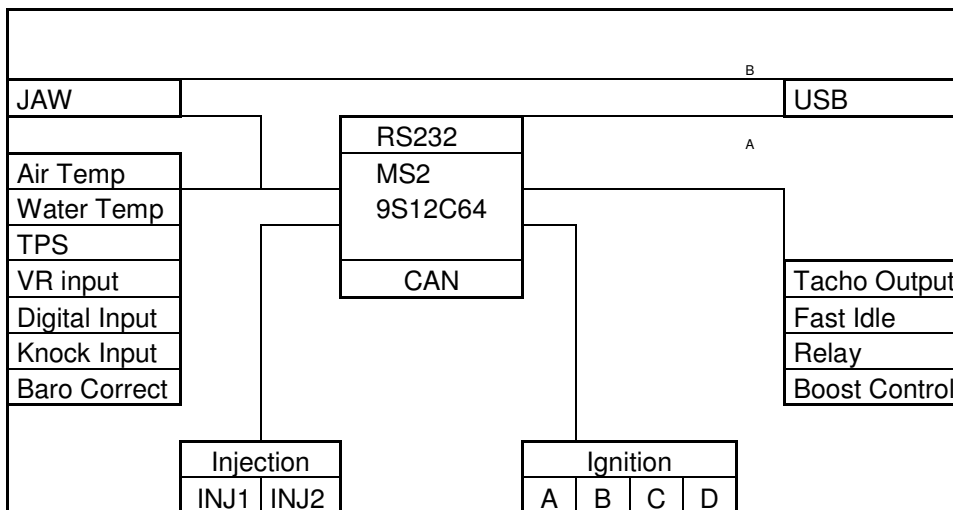 B
JAW
USB
RS232
A
Air Temp
MS2
Water Temp
9S12C64
TPS
VR input
CAN
Tacho Output
Digital Input
Fast Idle
Knock Input
Relay
Baro Correct
Boost Control
Injection
Ignition
INJ1 INJ2
A B C D